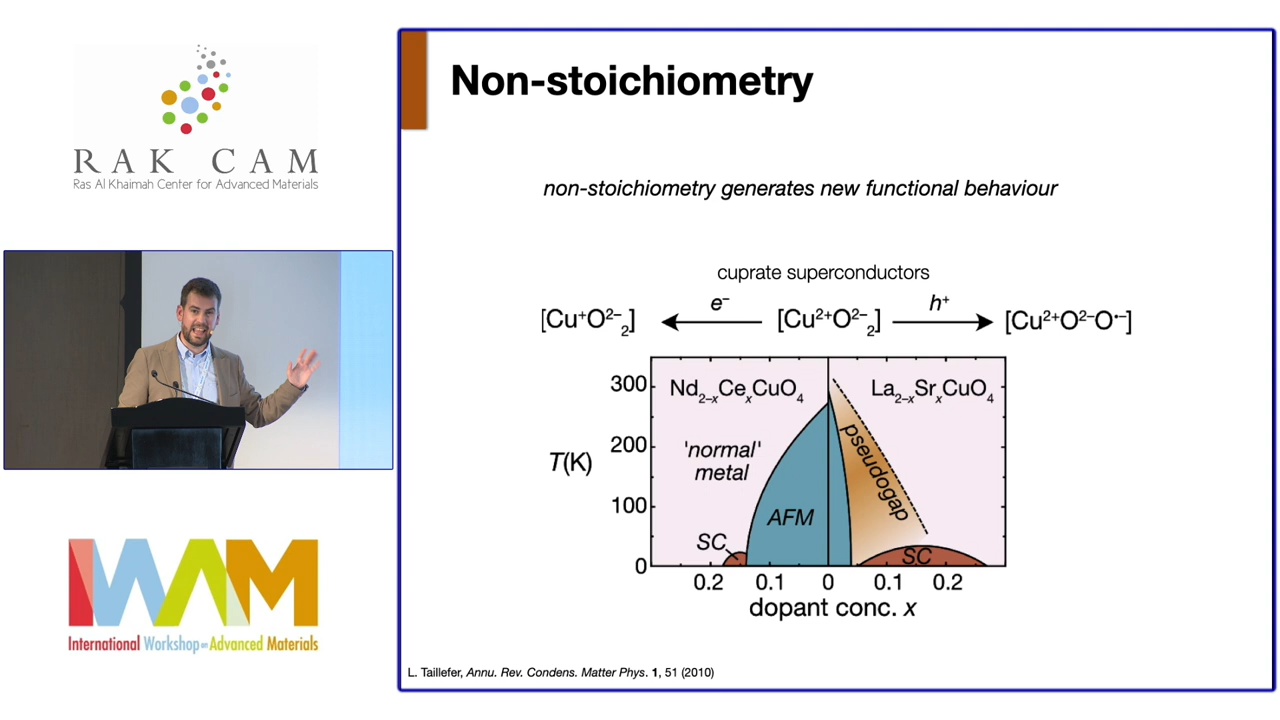 RAK CAM
Ras Al Khaimah Center for Advanced Materials
IWAM
International Workshop on Advanced Materials
Non-stoichiometry
non-stoichiometry generates new functional behaviour
cuprate superconductors
[Cu⁺O²⁻₂] e⁻ [Cu²⁺O²⁻₂] h⁺ [Cu²⁺O²⁻O•⁻]
T(K)
300
200
100
0
Nd₂₋ₓCeₓCuO₄ La₂₋ₓSrₓCuO₄
'normal'
metal
pseudogap
AFM
SC
SC
0.2 0.1 0 0.1 0.2
dopant conc. x
L. Taillefer, Annu. Rev. Condens. Matter Phys. 1, 51 (2010)